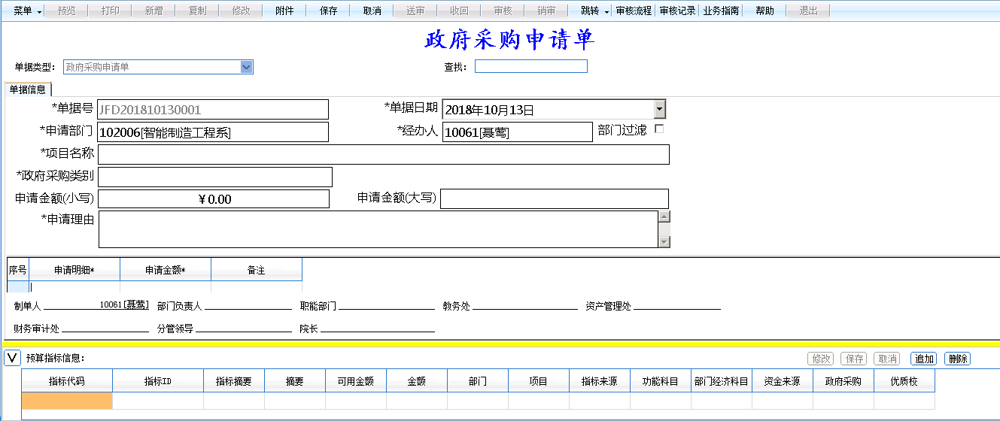 菜单 预览 打印 新增 复制 修改 附件 保存 取消 送审 收回 审核 销审 跳转 审核流程 审核记录 业务指南 帮助 退出
政府采购申请单
单据类型: 政府采购申请单 查找:
单据信息
*单据号 JFD201810130001 *单据日期 2018年10月13日
*申请部门 102006[智能制造工程系] *经办人 10061[聂莺] 部门过滤
*项目名称
*政府采购类别
申请金额(小写) ¥0.00 申请金额(大写)
*申请理由
序号 申请明细* 申请金额* 备注
制单人 10061[聂莺] 部门负责人 职能部门 教务处 资产管理处
财务审计处 分管领导 院长
V 预算指标信息: 修改 保存 取消 追加 删除
指标代码 指标ID 指标摘要 摘要 可用金额 金额 部门 项目 指标来源 功能科目 部门经济科目 资金来源 政府采购 优质校